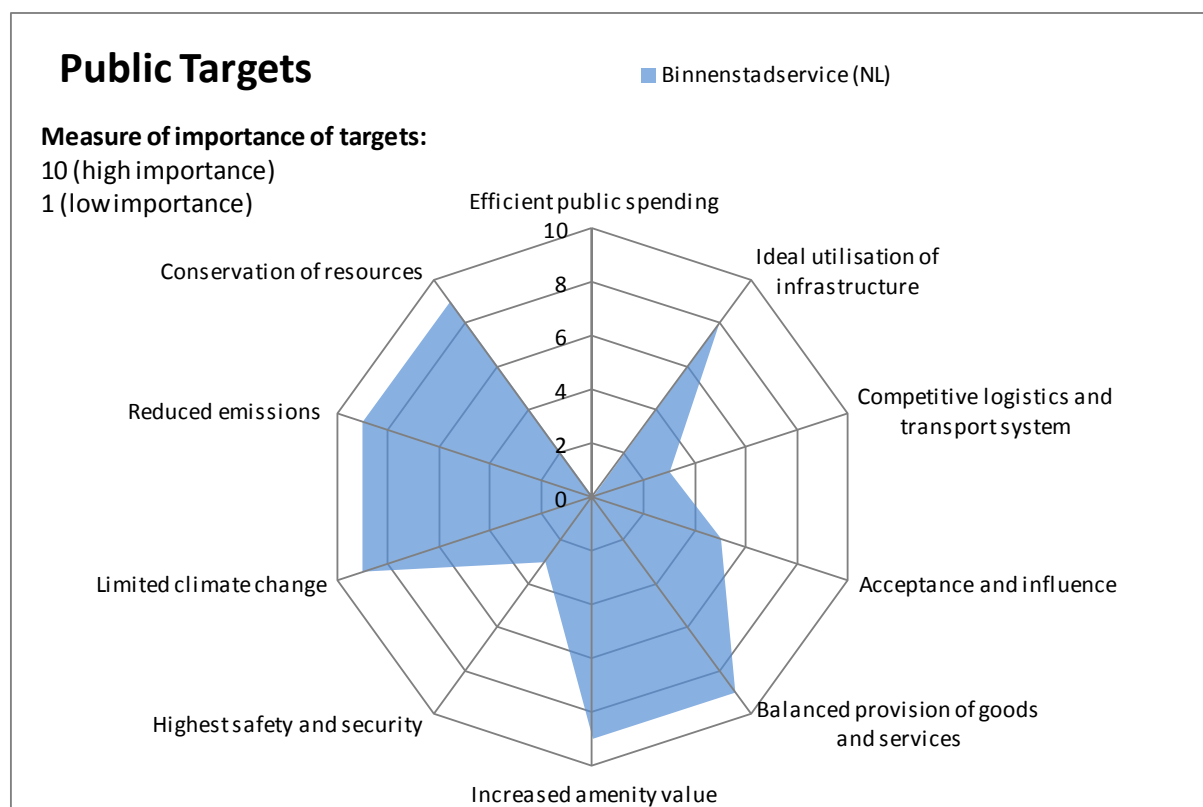 Public Targets
Binnenstadservice (NL)
Measure of importance of targets:
10 (high importance)
1 (low importance)
Efficient public spending
Ideal utilisation of
infrastructure
Competitive logistics and
transport system
Acceptance and influence
Balanced provision of goods
and services
Increased amenity value
Highest safety and security
Limited climate change
Reduced emissions
Conservation of resources
10
8
6
4
2
0